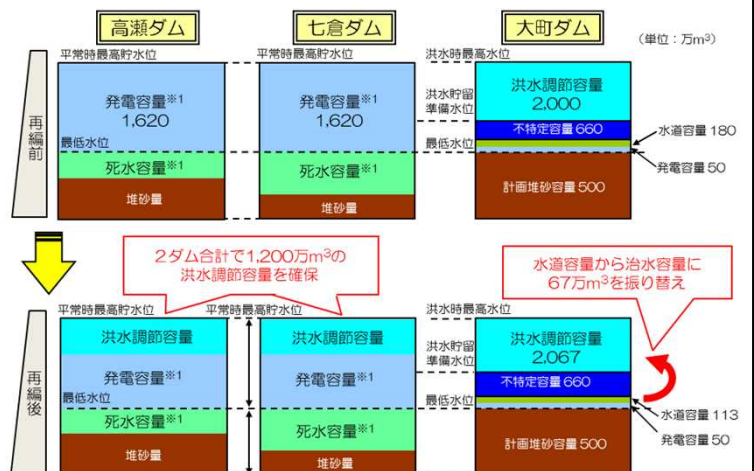 高瀬ダム
七倉ダム
大町ダム
(単位：万m³)
再編前
平常時最高貯水位
発電容量※1
1,620
最低水位
死水容量※1
堆砂量
平常時最高貯水位
発電容量※1
1,620
死水容量※1
堆砂量
洪水時最高水位
洪水貯留
準備水位
最低水位
洪水調節容量
2,000
不特定容量 660
計画堆砂容量 500
水道容量 180
発電容量 50
2ダム合計で1,200万m³の
洪水調節容量を確保
水道容量から治水容量に
67万m³を振り替え
再編後
平常時最高貯水位
洪水調節容量
発電容量※1
最低水位
死水容量※1
堆砂量
平常時最高貯水位
洪水調節容量
発電容量※1
死水容量※1
堆砂量
洪水時最高水位
洪水貯留
準備水位
最低水位
洪水調節容量
2,067
不特定容量 660
計画堆砂容量 500
水道容量 113
発電容量 50